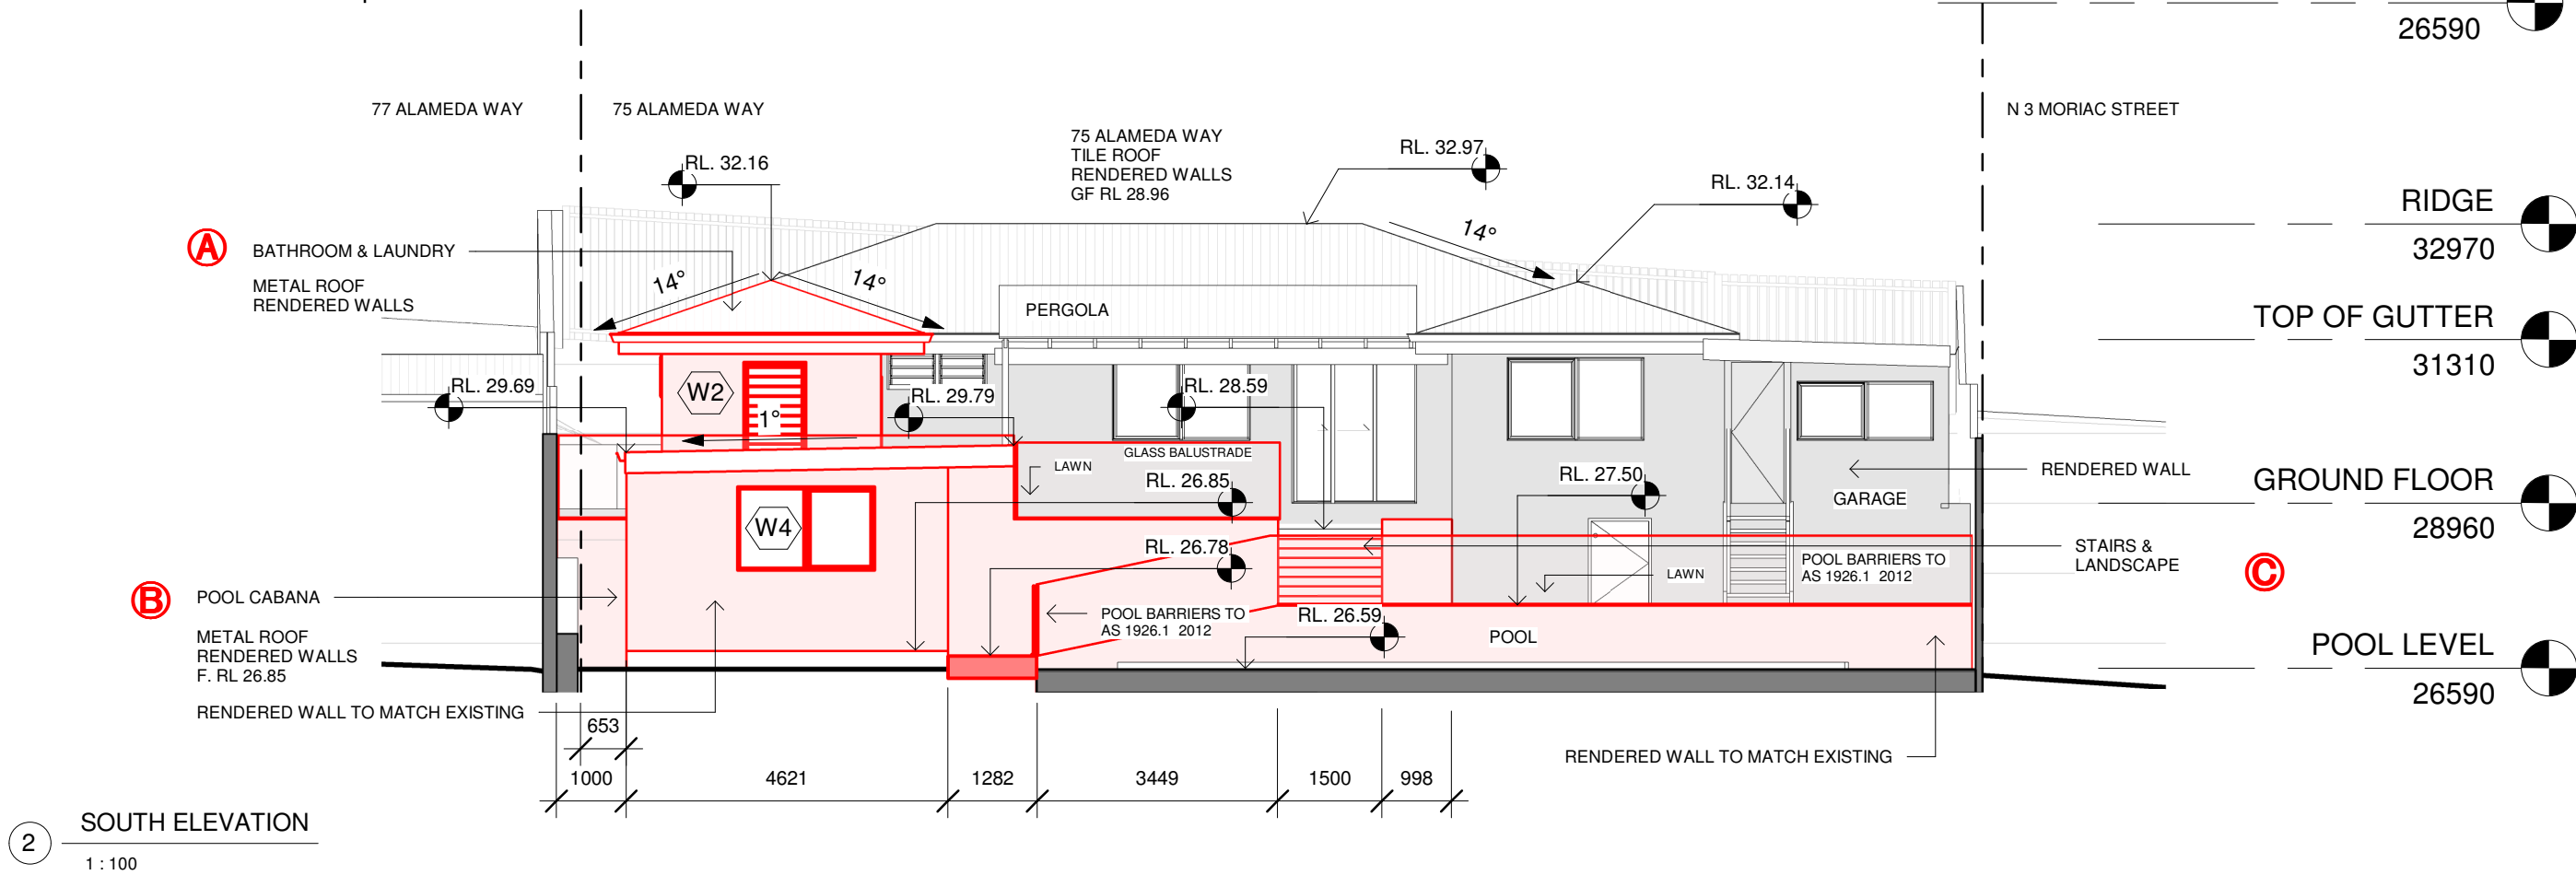 26590
77 ALAMEDA WAY
75 ALAMEDA WAY
N 3 MORIAC STREET
75 ALAMEDA WAY
TILE ROOF
RENDERED WALLS
GF RL 28.96
RL. 32.16
RL. 32.97
RL. 32.14
RIDGE
32970
A
BATHROOM & LAUNDRY
METAL ROOF
RENDERED WALLS
14°
14°
14°
PERGOLA
TOP OF GUTTER
31310
W2
1°
RL. 29.69
RL. 29.79
RL. 28.59
GLASS BALUSTRADE
LAWN
RL. 26.85
RL. 27.50
RENDERED WALL
GARAGE
GROUND FLOOR
28960
W4
RL. 26.78
STAIRS &
LANDSCAPE
POOL BARRIERS TO
AS 1926.1 2012
LAWN
C
B
POOL CABANA
POOL BARRIERS TO
AS 1926.1 2012
RL. 26.59
POOL
METAL ROOF
RENDERED WALLS
F. RL 26.85
POOL LEVEL
26590
RENDERED WALL TO MATCH EXISTING
653
RENDERED WALL TO MATCH EXISTING
1000
4621
1282
3449
1500
998
2
SOUTH ELEVATION
1 : 100